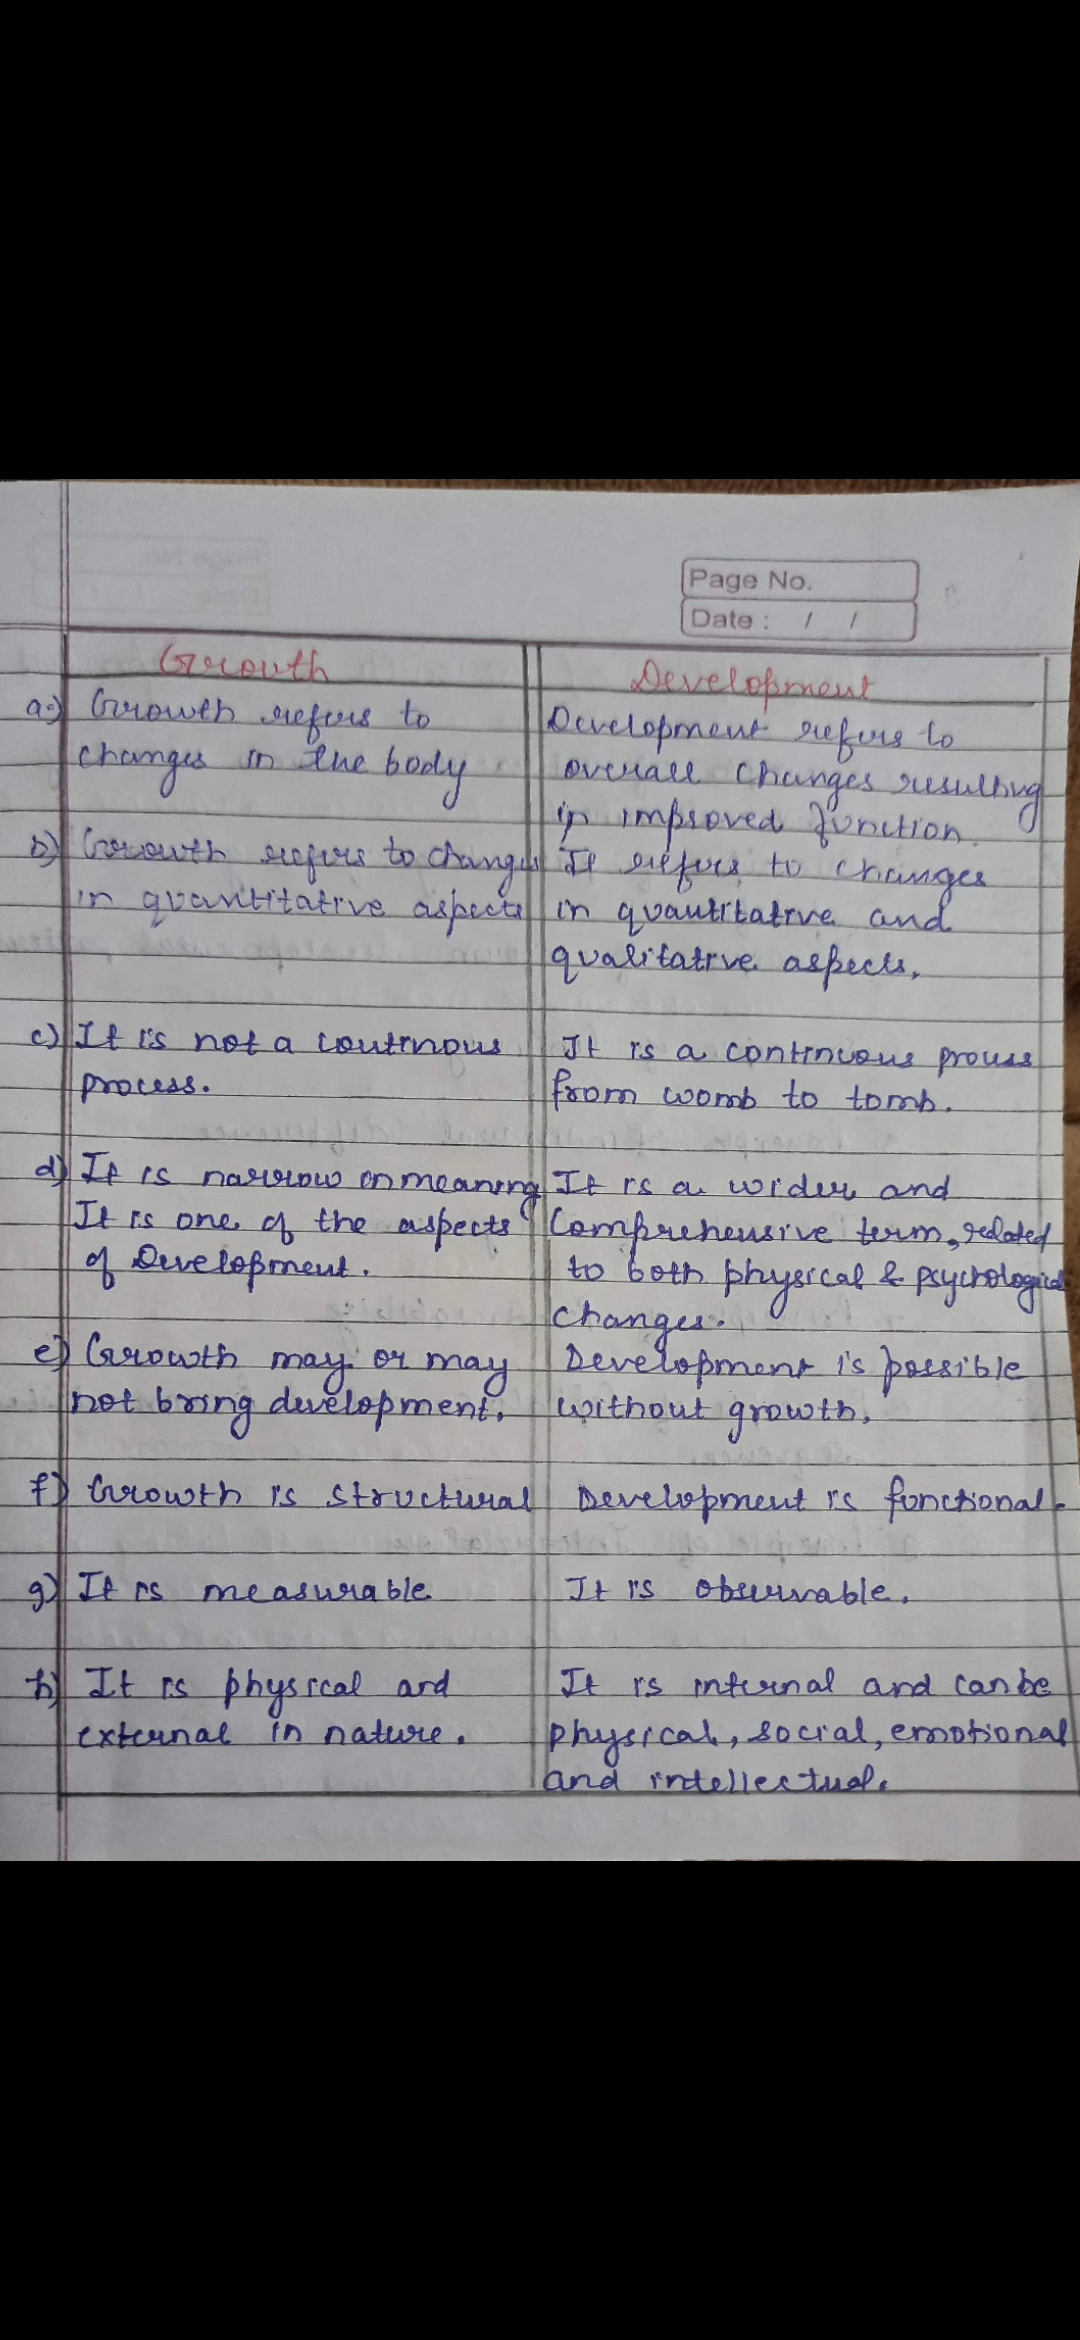 Page No.
Date : / /
Growth
Development
a.) Growth refers to
changes in the body
Development refers to
overall changes resulting
in improved function.
b) Growth refers to changes
in quantitative aspects
It refers to changes
in quantitative and
qualitative aspects.
c) It is not a continous
process.
It is a continuous process
from womb to tomb.
d) It is narrow in meaning
It is one of the aspects
of Development.
It is a wider and
Comprehensive term, related
to both physical & psychological
changes.
e) Growth may or may
not bring development.
Development is possible
without growth.
f) Growth is structural
Development is functional.
g) It is measurable
It is observable.
h) It is physical and
external in nature.
It is internal and can be
physical, social, emotional
and intellectual.